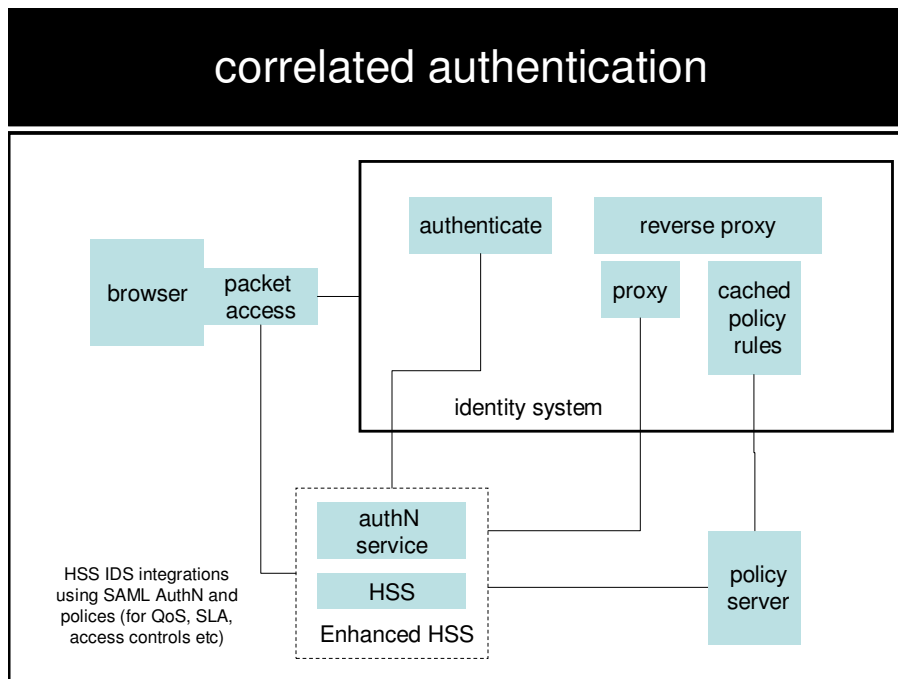 correlated authentication
authenticate
reverse proxy
browser
packet
access
proxy
cached
policy
rules
identity system
authN
service
HSS
Enhanced HSS
policy
server
HSS IDS integrations
using SAML AuthN and
polices (for QoS, SLA,
access controls etc)